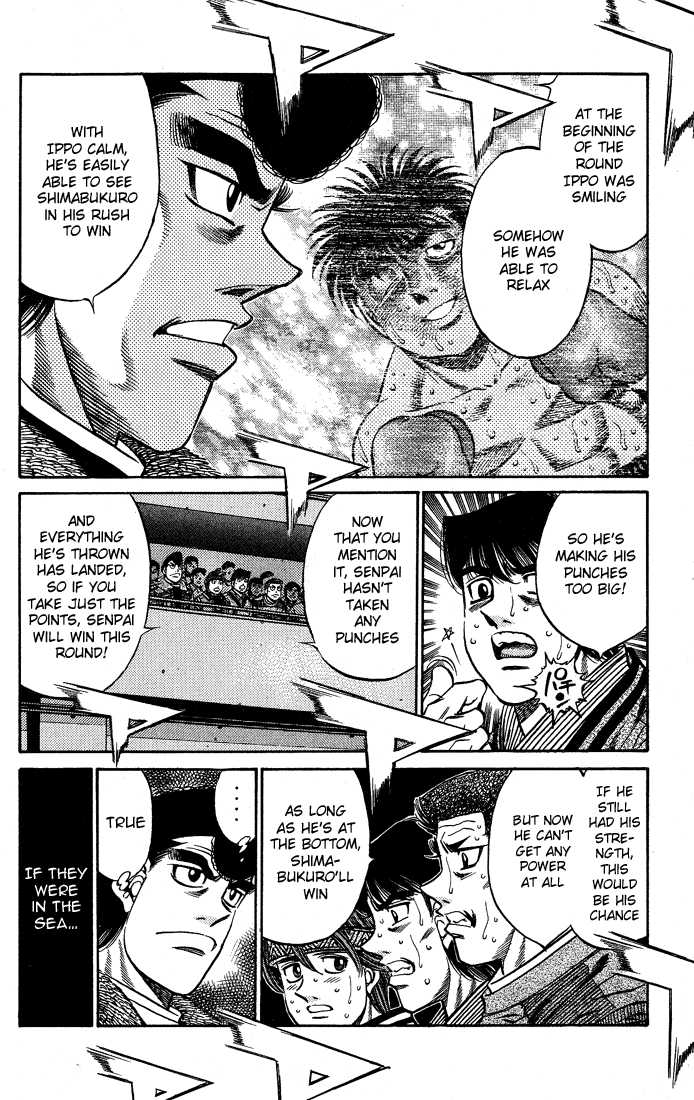 AT THE
BEGINNING
OF THE
ROUND
IPPO WAS
SMILING
SOMEHOW
HE WAS
ABLE TO
RELAX
WITH
IPPO CALM,
HE'S EASILY
ABLE TO SEE
SHIMABUKURO
IN HIS RUSH
TO WIN
SO HE'S
MAKING HIS
PUNCHES
TOO BIG!
NOW
THAT YOU
MENTION
IT, SENPAI
HASN'T
TAKEN
ANY
PUNCHES
AND
EVERYTHING
HE'S THROWN
HAS LANDED,
SO IF YOU
TAKE JUST THE
POINTS, SENPAI
WILL WIN THIS
ROUND!
IF HE
STILL
HAD HIS
STRE-
NGTH,
THIS
WOULD
BE HIS
CHANCE
BUT NOW
HE CAN'T
GET ANY
POWER
AT ALL
AS LONG
AS HE'S AT
THE BOTTOM,
SHIMA-
BUKURO'LL
WIN
....
TRUE
IF THEY
WERE
IN THE
SEA...